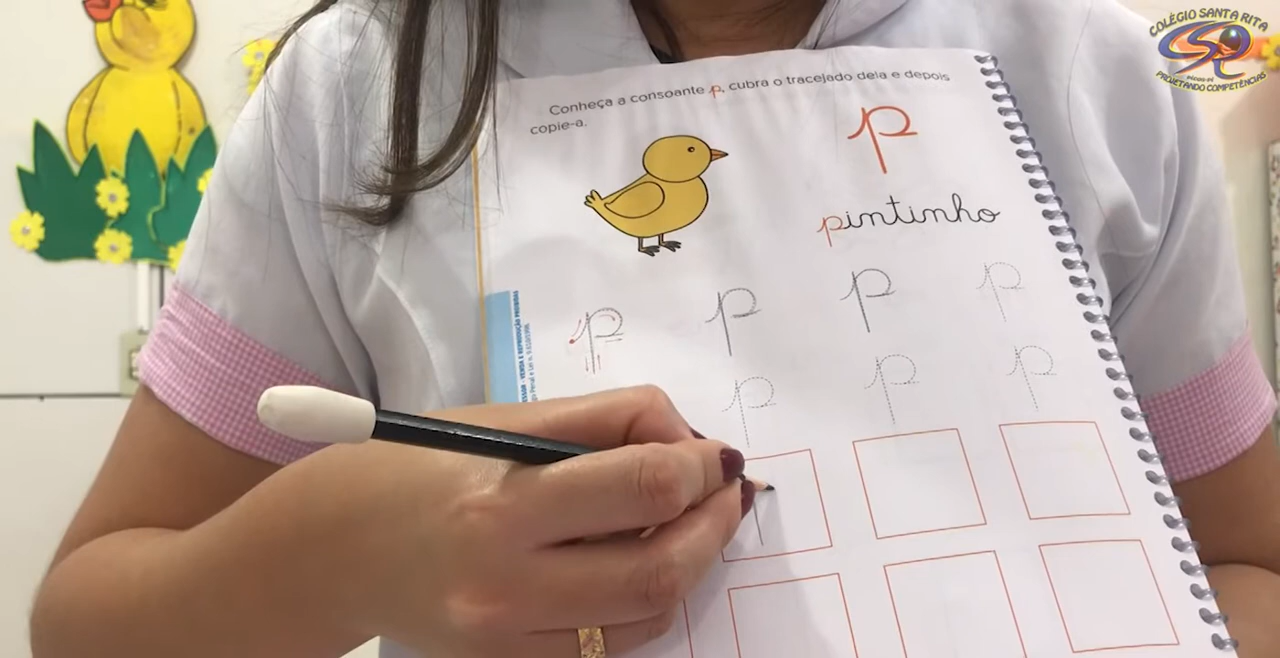 COLÉGIO SANTA RITA
PROJETANDO COMPETÊNCIAS
Conheça a consoante p, cubra o tracejado dela e depois
copie-a.
p
pintinho
p p p p
p p p